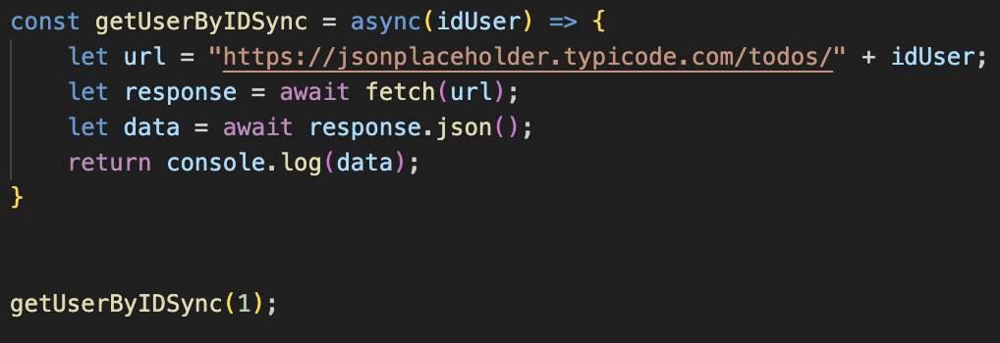 const getUserByIDSync = async(idUser) => {
    let url = "https://jsonplaceholder.typicode.com/todos/" + idUser;
    let response = await fetch(url);
    let data = await response.json();
    return console.log(data);
}
getUserByIDSync(1);